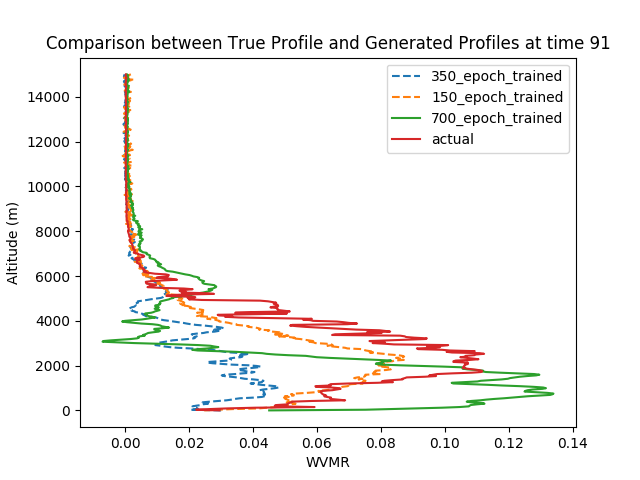 Comparison between True Profile and Generated Profiles at time 91
350_epoch_trained
150_epoch_trained
700_epoch_trained
actual
Altitude (m)
14000
12000
10000
8000
6000
4000
2000
0
0.00 0.02 0.04 0.06 0.08 0.10 0.12 0.14
WVMR